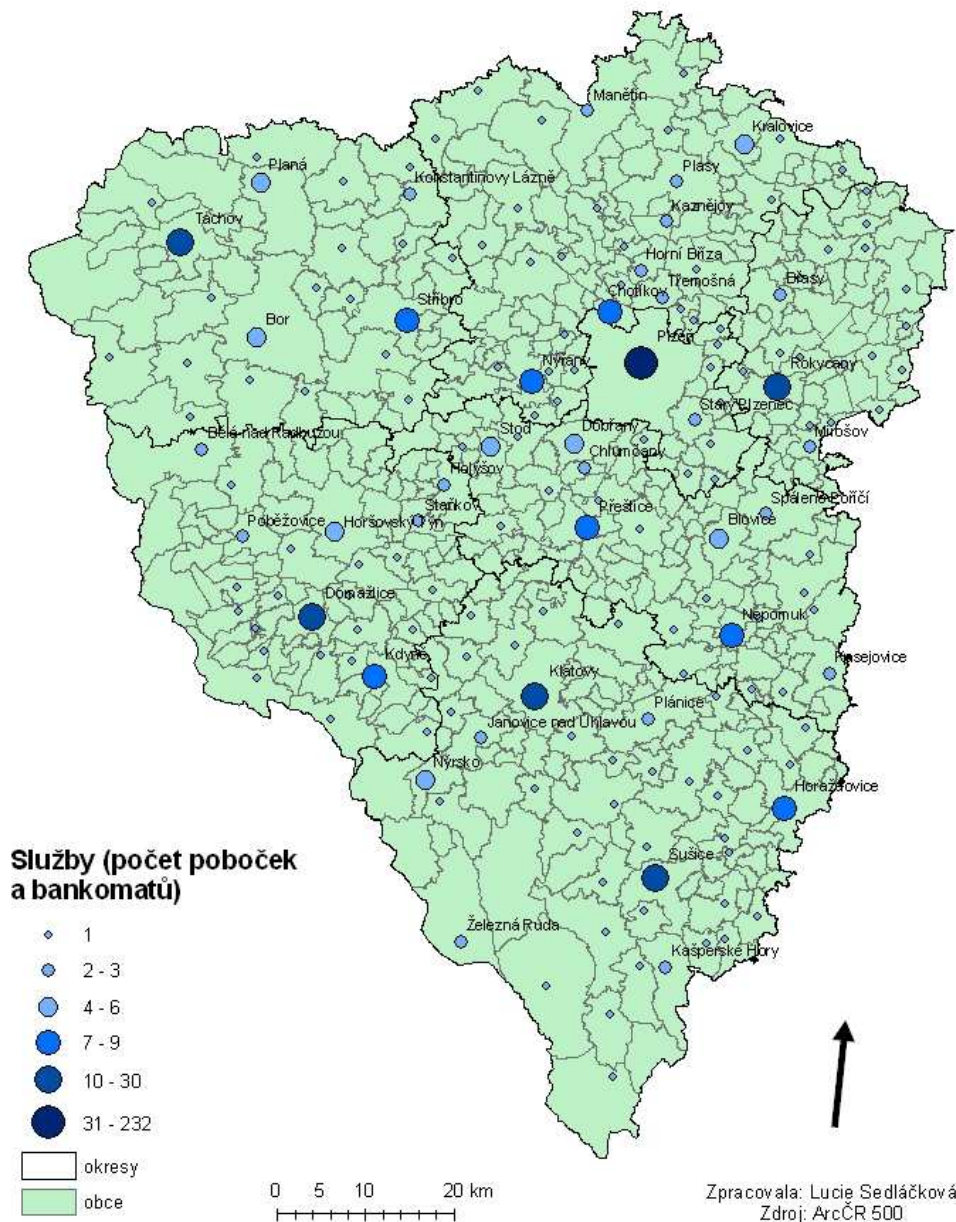 Manětín
Kralovice
Planá
Konstantinovy Lázně
Plasy
Kaznějov
Tachov
Horní Bříza
Třemošná
Břasy
Chotíkov
Stříbro
Bor
Plzeň
Nýřany
Rokycany
Starý Plzenec
Bělá nad Radbuzou
Stod
Dobřany
Chlumčany
Mirošov
Holýšov
Staňkov
Spálené Poříčí
Poběžovice
Horšovský Týn
Přeštice
Blovice
Domažlice
Nepomuk
Kdyně
Klatovy
Kasejovice
Plánice
Janovice nad Úhlavou
Nýrsko
Horažďovice
Sušice
Železná Ruda
Kašperské Hory
Služby (počet poboček
a bankomatů)
1
2 - 3
4 - 6
7 - 9
10 - 30
31 - 232
okresy
obce
0 5 10 20 km
Zpracovala: Lucie Sedláčková
Zdroj: ArcČR 500